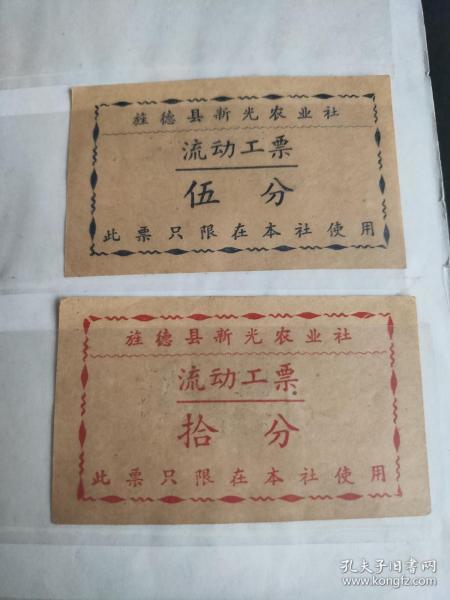 旌德县新光农业社
流动工票
伍 分
此票只限在本社使用
旌德县新光农业社
流动工票
拾 分
此票只限在本社使用
孔夫子旧书网
www.kongfz.com